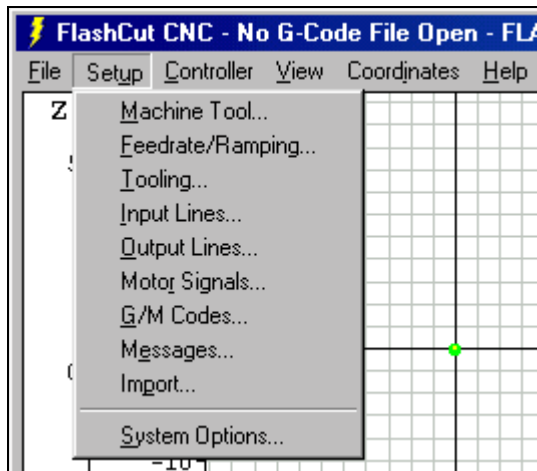 FlashCut CNC - No G-Code File Open - FLA
File Setup Controller View Coordinates Help
Z
Machine Tool...
Feedrate/Ramping...
Tooling...
Input Lines...
Output Lines...
Motor Signals...
G/M Codes...
Messages...
Import...
System Options...
-10